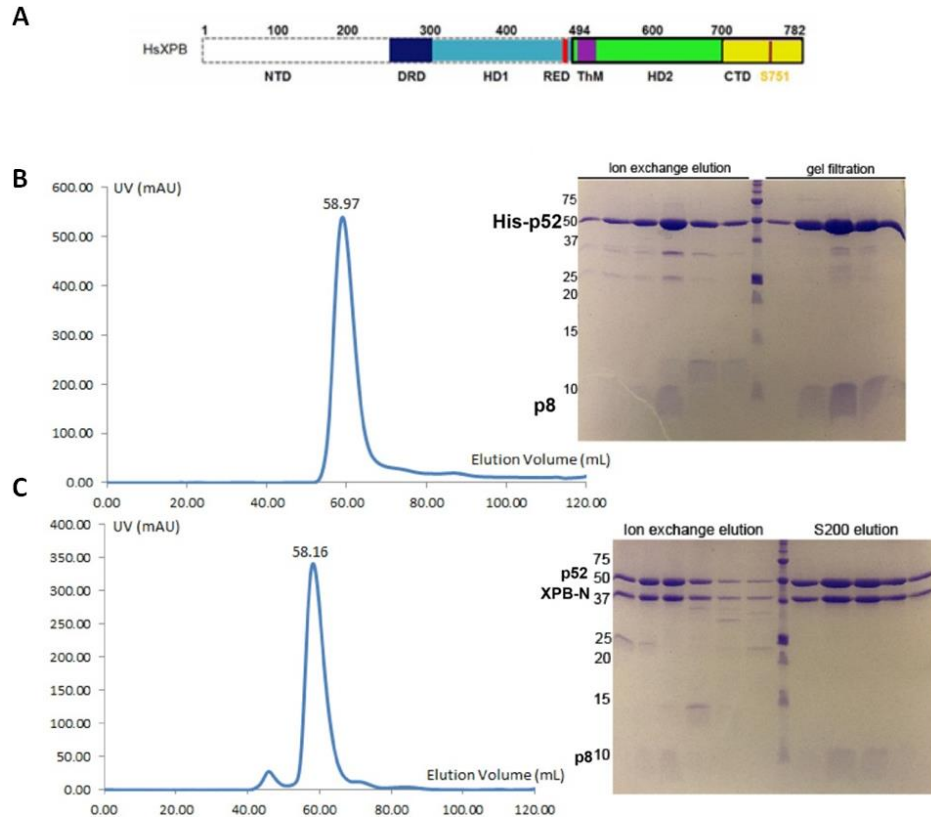 A
1 100 200 300 400 494 600 700 782
HsXPB
NTD DRD HD1 RED ThM HD2 CTD S751
B
UV (mAU)
600.00
500.00
400.00
300.00
200.00
100.00
0.00
58.97
Elution Volume (mL)
0.00 20.00 40.00 60.00 80.00 100.00 120.00
Ion exchange elution gel filtration
His-p52
p8
75
50
37
25
20
15
10
C
UV (mAU)
400.00
350.00
300.00
250.00
200.00
150.00
100.00
50.00
0.00
58.16
Elution Volume (mL)
0.00 20.00 40.00 60.00 80.00 100.00 120.00
Ion exchange elution S200 elution
75
p52 50
XPB-N 37
25
20
15
p8 10